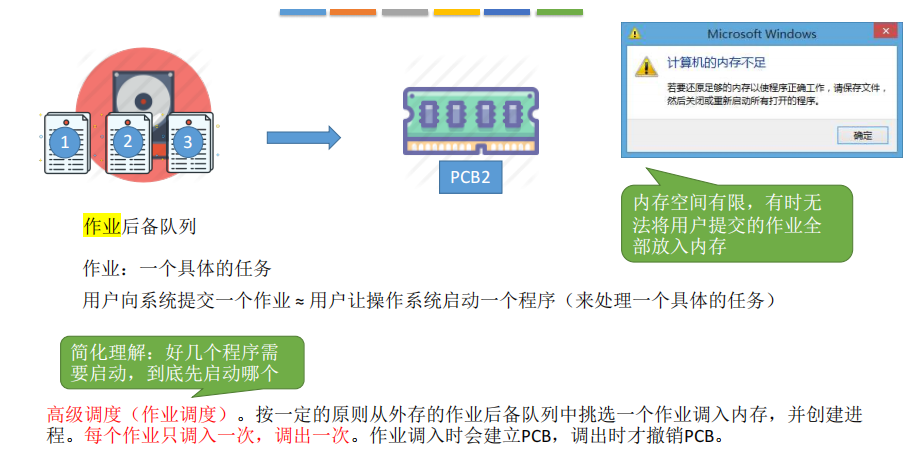 Microsoft Windows
计算机的内存不足
若要还原足够的内存以使程序正确工作，请保存文件，
然后关闭或重新启动所有打开的程序。
确定
1
2
3
PCB2
内存空间有限，有时无
法将用户提交的作业全
部放入内存
作业后备队列
作业：一个具体的任务
用户向系统提交一个作业 ≈ 用户让操作系统启动一个程序（来处理一个具体的任务）
简化理解：好几个程序需
要启动，到底先启动哪个
高级调度（作业调度）。按一定的原则从外存的作业后备队列中挑选一个作业调入内存，并创建进
程。每个作业只调入一次，调出一次。作业调入时会建立PCB，调出时才撤销PCB。